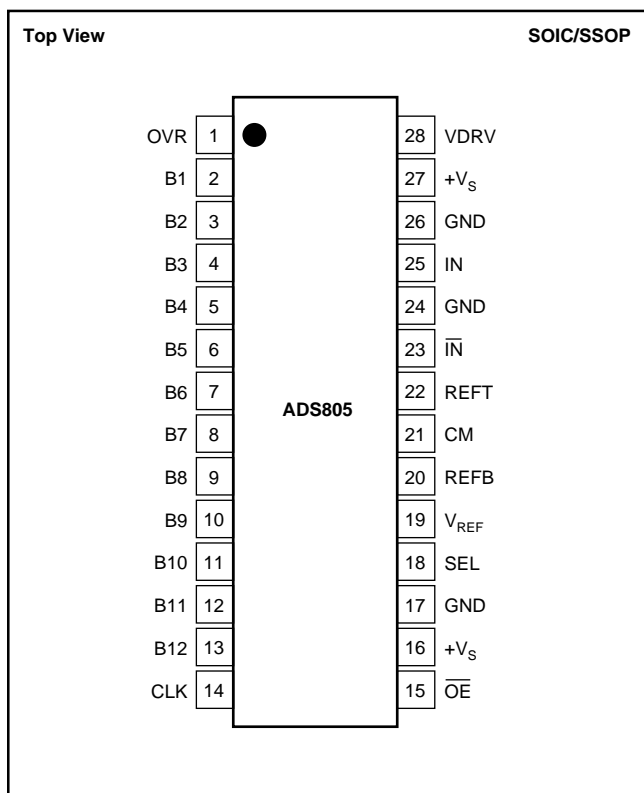 Top View SOIC/SSOP
OVR 1 28 VDRV
B1 2 27 +VS
B2 3 26 GND
B3 4 25 IN
B4 5 24 GND
B5 6 23 I̅N̅
B6 7 22 REFT
ADS805
B7 8 21 CM
B8 9 20 REFB
B9 10 19 VREF
B10 11 18 SEL
B11 12 17 GND
B12 13 16 +VS
CLK 14 15 O̅E̅